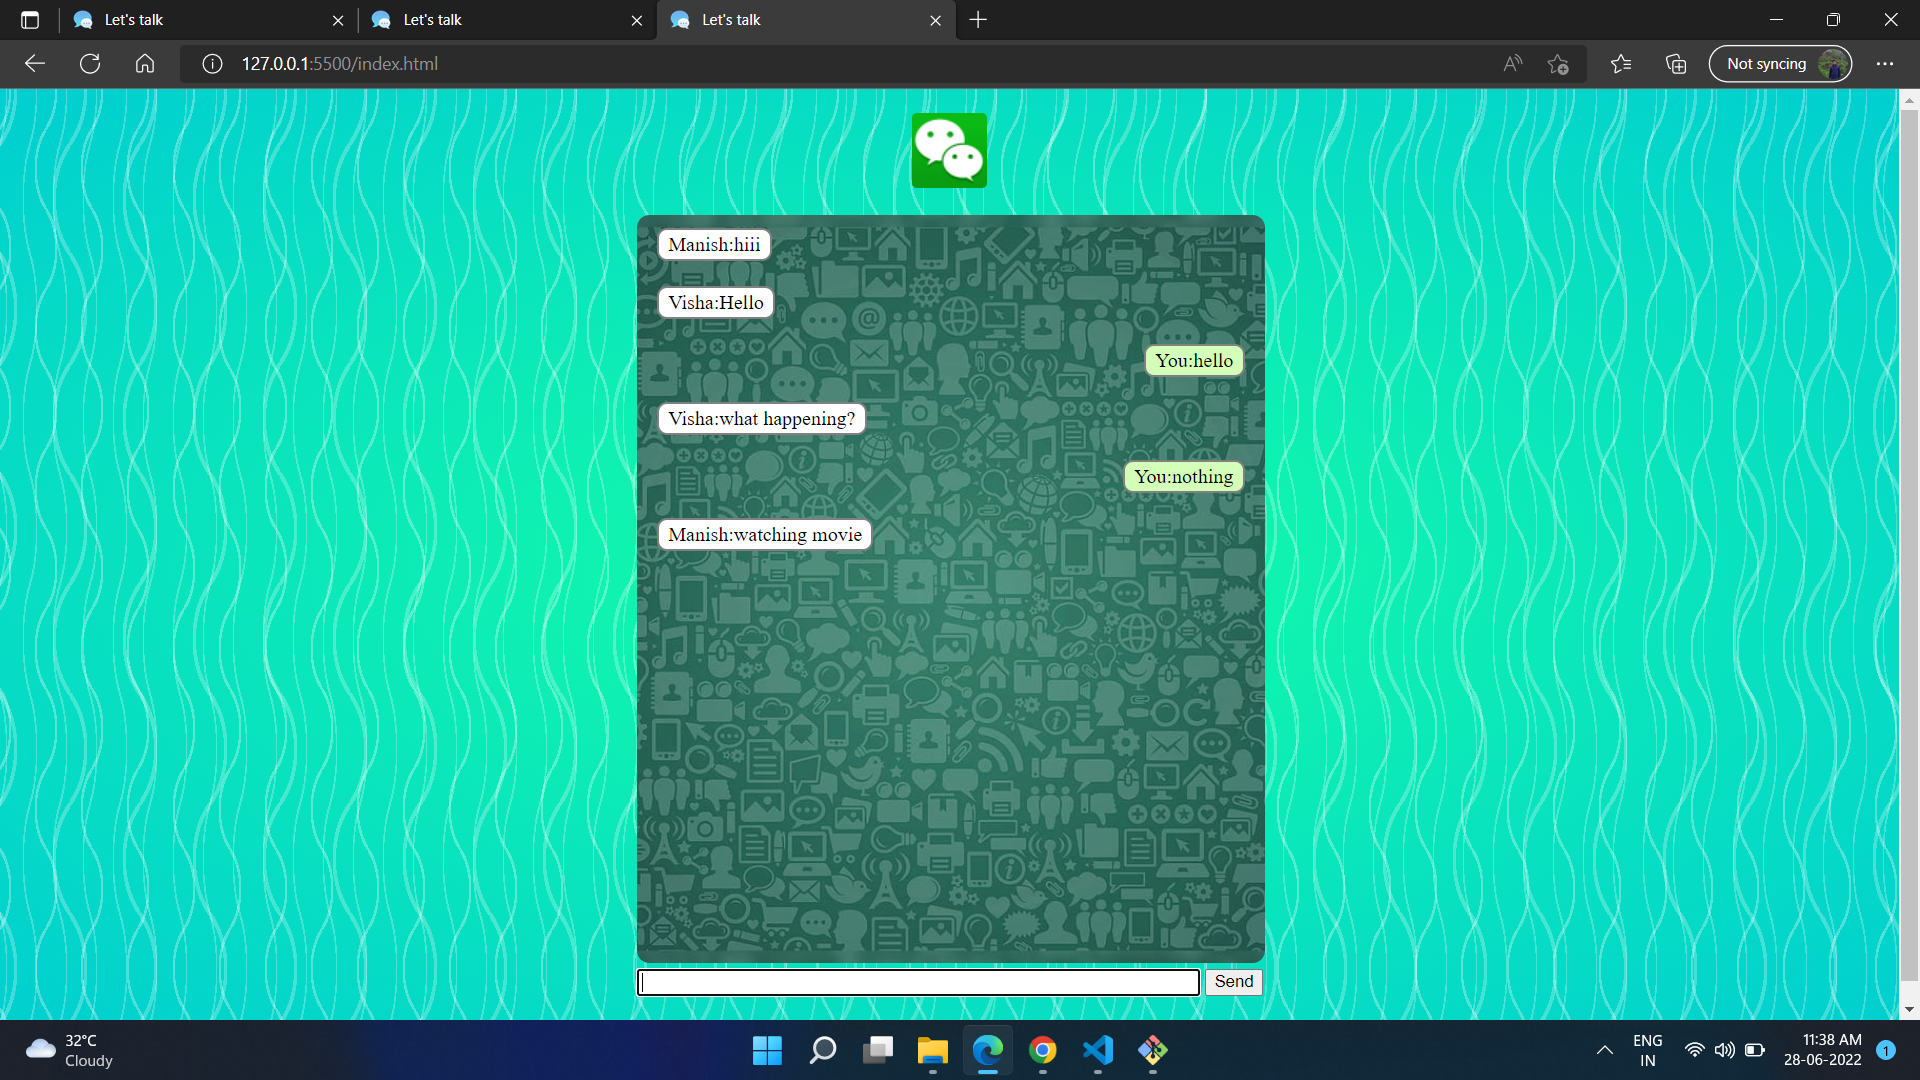 Let's talk
Let's talk
Let's talk
127.0.0.1:5500/index.html
Not syncing
Manish:hiii
Visha:Hello
You:hello
Visha:what happening?
You:nothing
Manish:watching movie
Send
32°C
Cloudy
ENG
IN
11:38 AM
28-06-2022
1